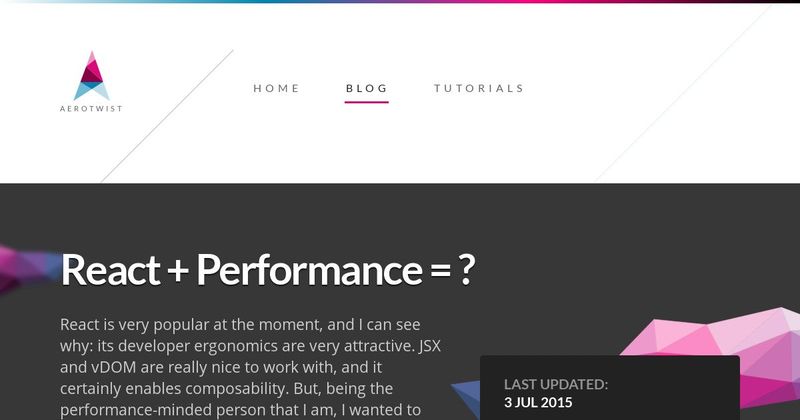 AEROTWIST
HOME BLOG TUTORIALS
React + Performance = ?
React is very popular at the moment, and I can see
why: its developer ergonomics are very attractive. JSX
and vDOM are really nice to work with, and it
certainly enables composability. But, being the
performance-minded person that I am, I wanted to
LAST UPDATED:
3 JUL 2015